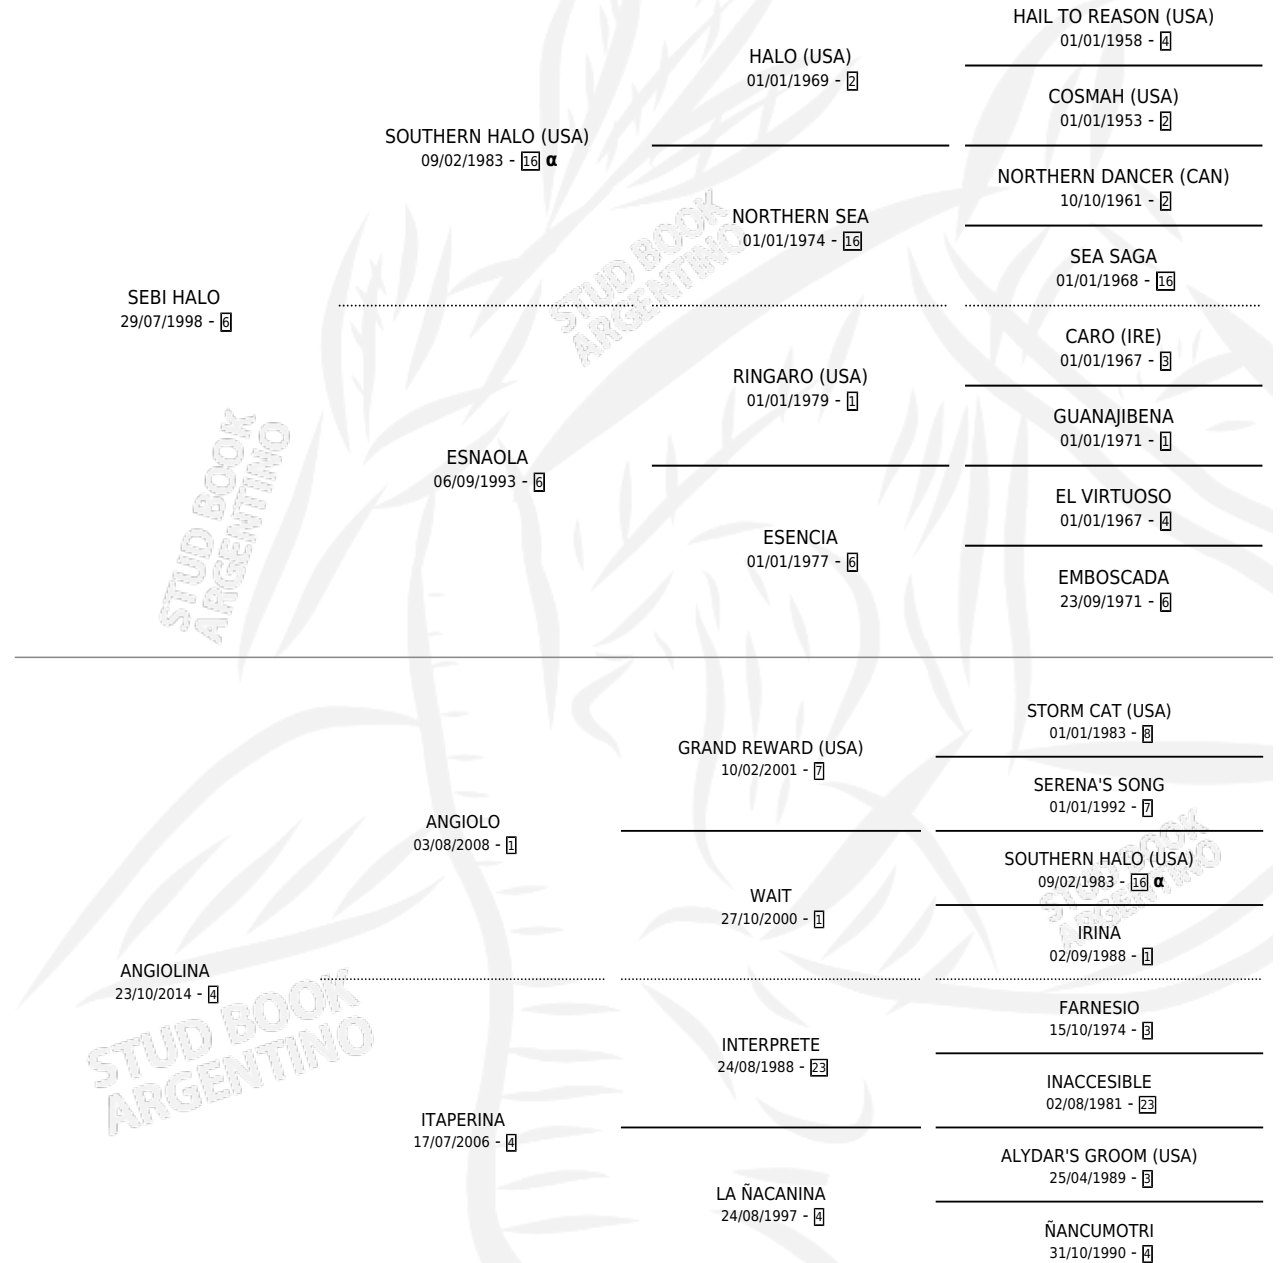 HAIL TO REASON (USA)
01/01/1958 - 4
HALO (USA)
01/01/1969 - 2
COSMAH (USA)
01/01/1953 - 2
SOUTHERN HALO (USA)
09/02/1983 - 16 α
NORTHERN DANCER (CAN)
10/10/1961 - 2
NORTHERN SEA
01/01/1974 - 16
SEA SAGA
01/01/1968 - 16
SEBI HALO
29/07/1998 - 6
CARO (IRE)
01/01/1967 - 3
RINGARO (USA)
01/01/1979 - 1
GUANAJIBENA
01/01/1971 - 1
ESNAOLA
06/09/1993 - 6
EL VIRTUOSO
01/01/1967 - 4
ESENCIA
01/01/1977 - 6
EMBOSCADA
23/09/1971 - 6
STUD BOOK
ARGENTINO
STUD BOOK
ARGENTINO
STORM CAT (USA)
01/01/1983 - 8
GRAND REWARD (USA)
10/02/2001 - 7
SERENA'S SONG
01/01/1992 - 7
ANGIOLO
03/08/2008 - 1
SOUTHERN HALO (USA)
09/02/1983 - 16 α
WAIT
27/10/2000 - 1
IRINA
02/09/1988 - 1
ANGIOLINA
23/10/2014 - 4
FARNESIO
15/10/1974 - 3
INTERPRETE
24/08/1988 - 23
INACCESIBLE
02/08/1981 - 23
ITAPERINA
17/07/2006 - 4
ALYDAR'S GROOM (USA)
25/04/1989 - 3
LA ÑACANINA
24/08/1997 - 4
ÑANCUMOTRI
31/10/1990 - 4
STUD BOOK
ARGENTINO
STUD BOOK
ARGENTINO